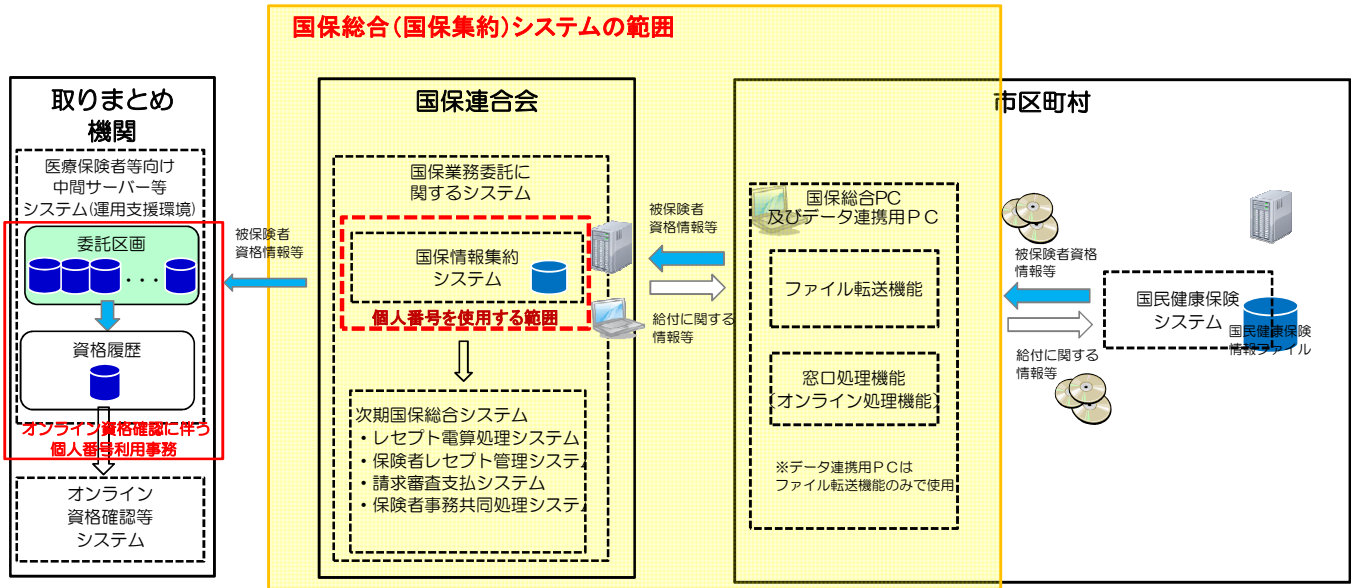 国保総合(国保集約)システムの範囲
取りまとめ
機関
医療保険者等向け
中間サーバー等
システム(運用支援環境)
委託区画
・・・
資格履歴
オンライン資格確認に伴う
個人番号利用事務
オンライン
資格確認等
システム
被保険者
資格情報等
国保連合会
国保業務委託に
関するシステム
国保情報集約
システム
個人番号を使用する範囲
次期国保総合システム
・レセプト電算処理システム
・保険者レセプト管理システム
・請求審査支払システム
・保険者事務共同処理システム
被保険者
資格情報等
給付に関する
情報等
市区町村
国保総合PC
及びデータ連携用PC
ファイル転送機能
窓口処理機能
(オンライン処理機能)
※データ連携用PCは
ファイル転送機能のみで使用
被保険者資格
情報等
給付に関する
情報等
国民健康保険
システム
国民健康保険
情報ファイル